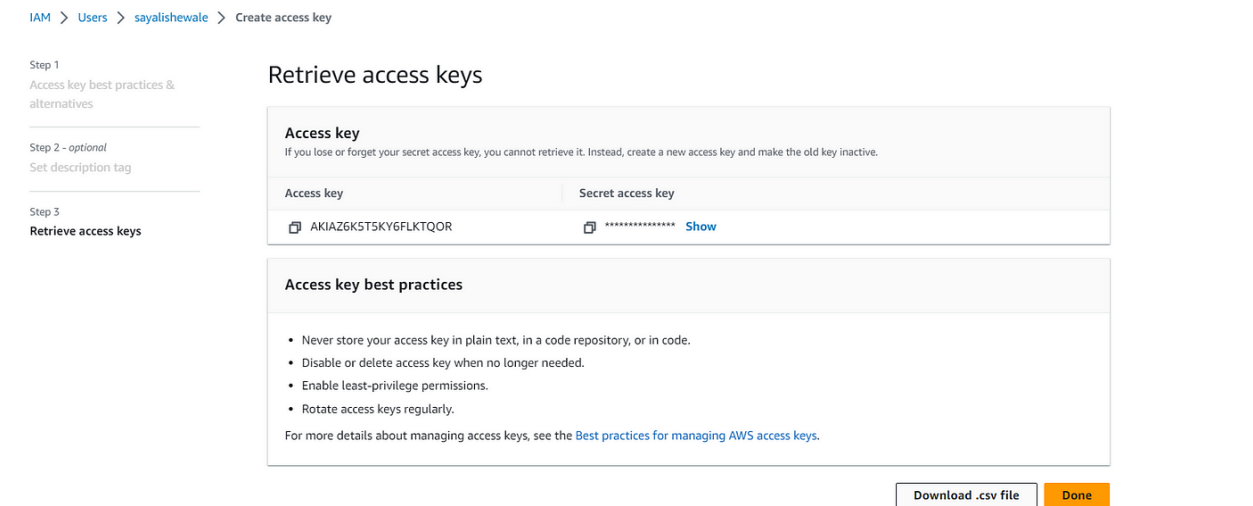 IAM > Users > sayalishewale > Create access key
Step 1
Access key best practices &
alternatives
Step 2 - optional
Set description tag
Step 3
Retrieve access keys
Retrieve access keys
Access key
If you lose or forget your secret access key, you cannot retrieve it. Instead, create a new access key and make the old key inactive.
Access key Secret access key
AKIAZ6K5T5KY6FLKTQOR *************** Show
Access key best practices
• Never store your access key in plain text, in a code repository, or in code.
• Disable or delete access key when no longer needed.
• Enable least-privilege permissions.
• Rotate access keys regularly.
For more details about managing access keys, see the Best practices for managing AWS access keys.
Download .csv file Done